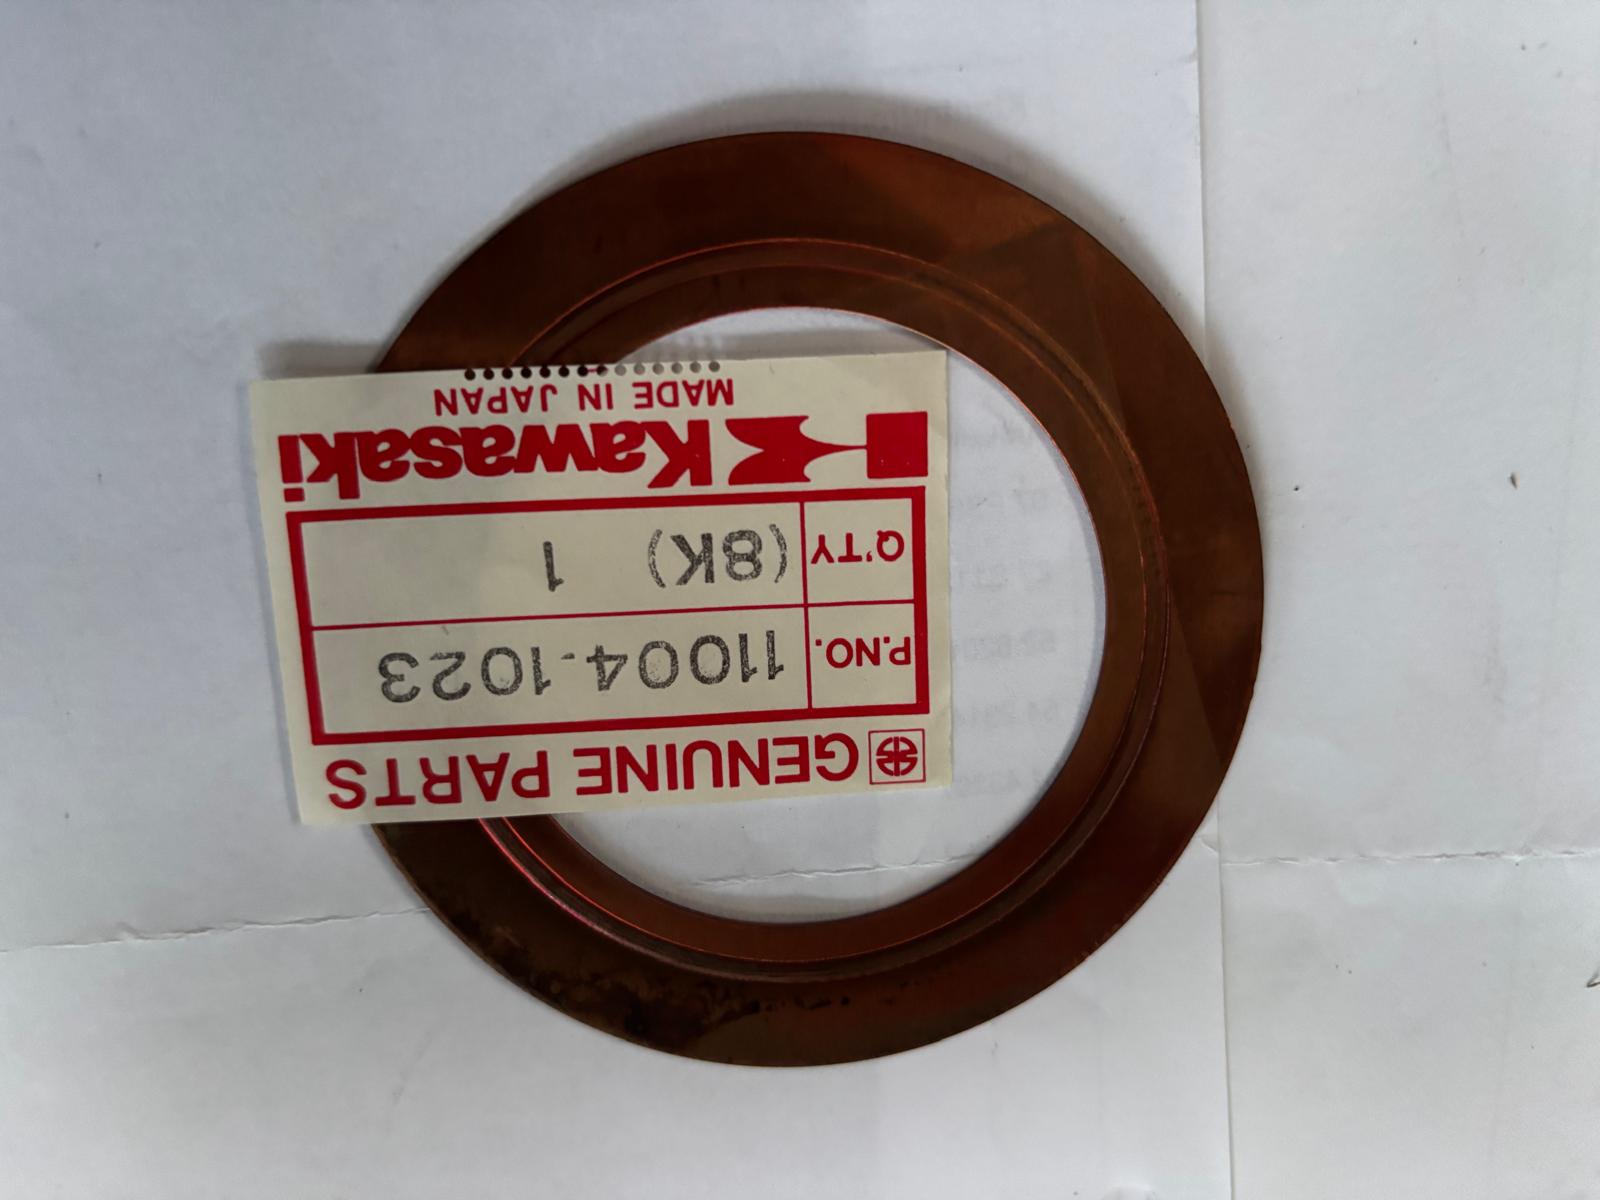 GENUINE PARTS
P.NO. 11004-1023
Q'TY (8K) 1
Kawasaki
MADE IN JAPAN